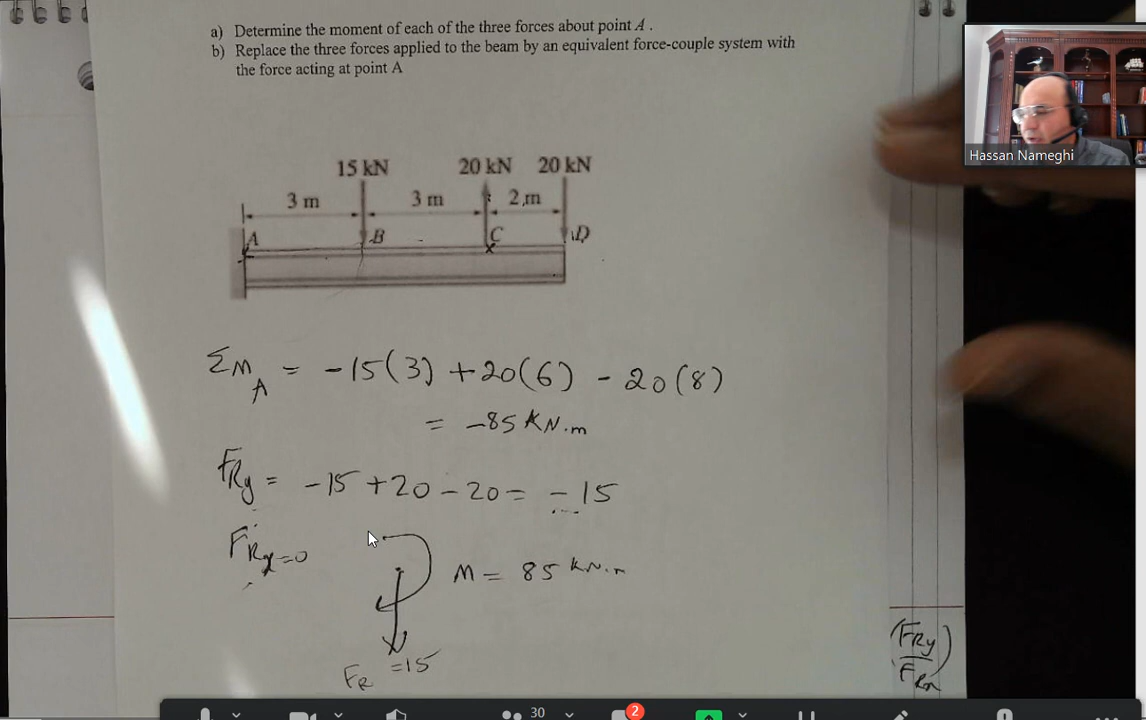 a) Determine the moment of each of the three forces about point A .
b) Replace the three forces applied to the beam by an equivalent force-couple system with
the force acting at point A
Hassan Nameghi
15 kN 20 kN 20 kN
3 m 3 m 2 m
A B C D
ΣM_A = -15(3) +20(6) - 20(8)
= -85 KN.m
F_Ry = -15 +20 -20 = -15
F_Rx=0
M = 85 kN.m
F_R =15
(F_Ry/F_Rx)
30
2